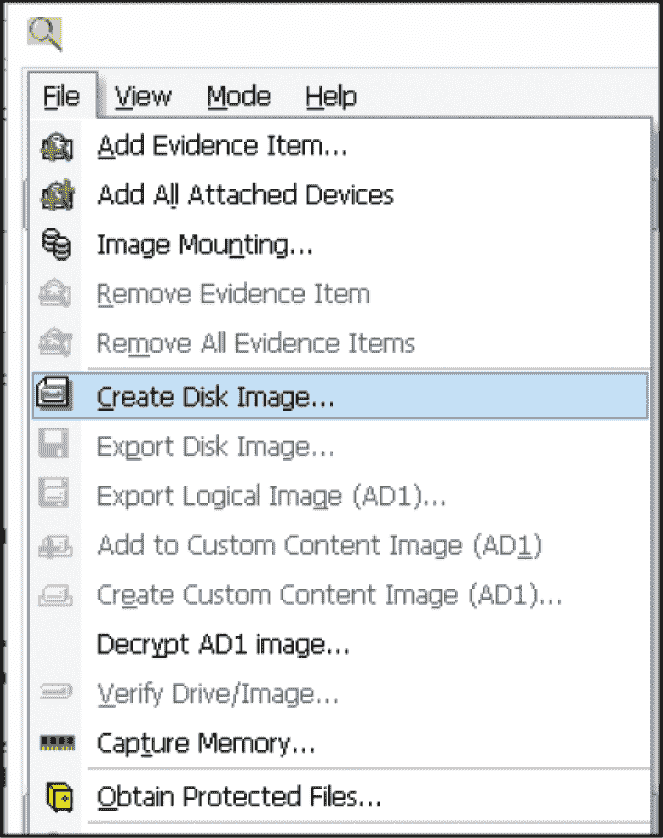 File View Mode Help
Add Evidence Item...
Add All Attached Devices
Image Mounting...
Remove Evidence Item
Remove All Evidence Items
Create Disk Image...
Export Disk Image...
Export Logical Image (AD1)...
Add to Custom Content Image (AD1)
Create Custom Content Image (AD1)...
Decrypt AD1 image...
Verify Drive/Image...
Capture Memory...
Obtain Protected Files...